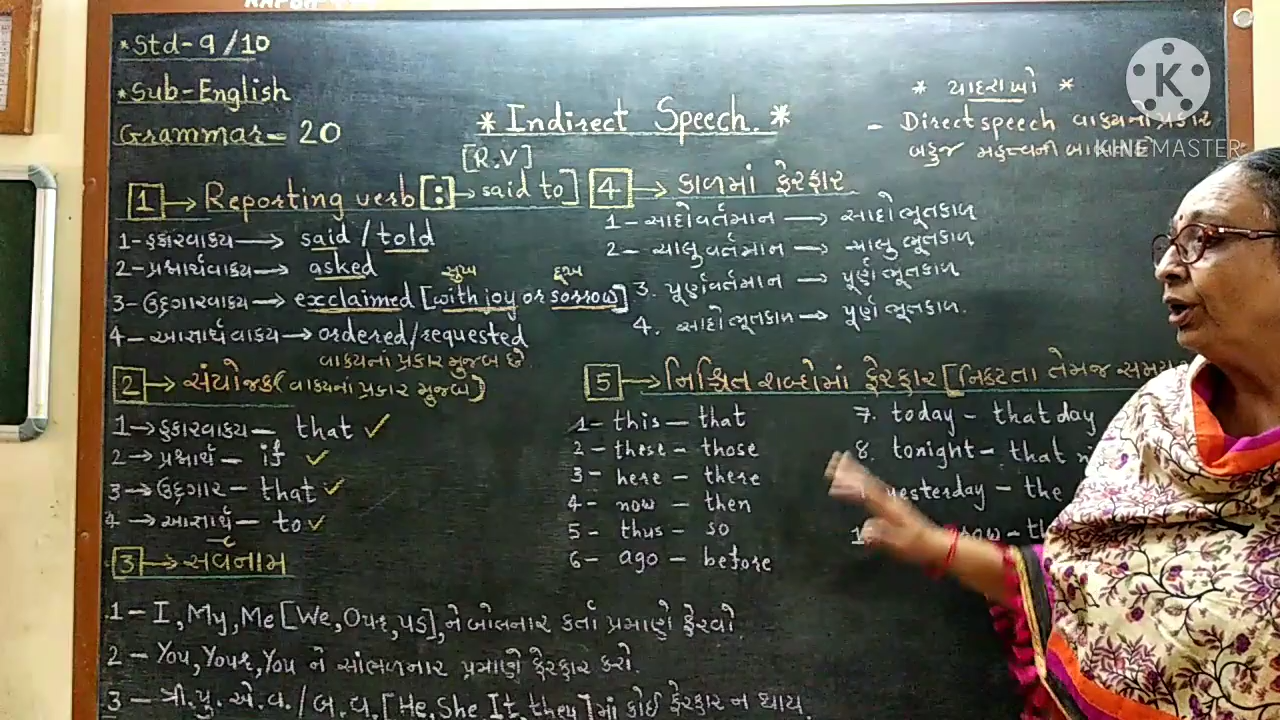 *Std-9/10
*Sub-English
Grammar- 20
* Indirect Speech. *
* યાદરાખો *
- Direct speech વાક્યનો પ્રકાર
બહુજ મહત્વની બાબત છે
KINEMASTER
[R.V]
1 → Reporting verb [:] → said to]
1- હકારવાક્ય → said / told
2- પ્રશ્નાર્થવાક્ય → asked
સુખ દુખ
3- ઉદ્દગારવાક્ય → exclaimed [with joy or sorrow]
4- આજ્ઞાર્થ વાક્ય → ordered/requested
વાક્યનાં પ્રકાર મુજબ છે
2 → સંયોજક (વાક્યનાં પ્રકાર મુજબ)
1 → હકારવાક્ય - that ✓
2 → પ્રશ્નાર્થ - if ✓
3 → ઉદ્દગાર - that ✓
4 → આજ્ઞાર્થ - to ✓
3 → સર્વનામ
1 - I, My, Me [We, Our, us], ને બોલનાર કર્તા પ્રમાણે ફેરવો.
2 - You, Your, You ને સાંભળનાર પ્રમાણે ફેરફાર કરો.
3 - ત્રી.પુ.એ.વ./બ.વ. [He, She It, they] માં કોઈ ફેરફાર ન થાય.
4 → કાળમાં ફેરફાર
1 - સાદોવર્તમાન → સાદો ભૂતકાળ
2 - ચાલુવર્તમાન → ચાલુ ભૂતકાળ
3. પૂર્ણવર્તમાન → પૂર્ણ ભૂતકાળ
4. સાદો ભૂતકાળ → પૂર્ણ ભૂતકાળ.
5 → નિશ્ચિત શબ્દોમાં ફેરફાર [નિકટતા તેમજ સમય
1- this - that
2 - these - those
3 - here - there
4 - now - then
5 - thus - so
6 - ago - before
7. today - that day
8. tonight - that
yesterday - the